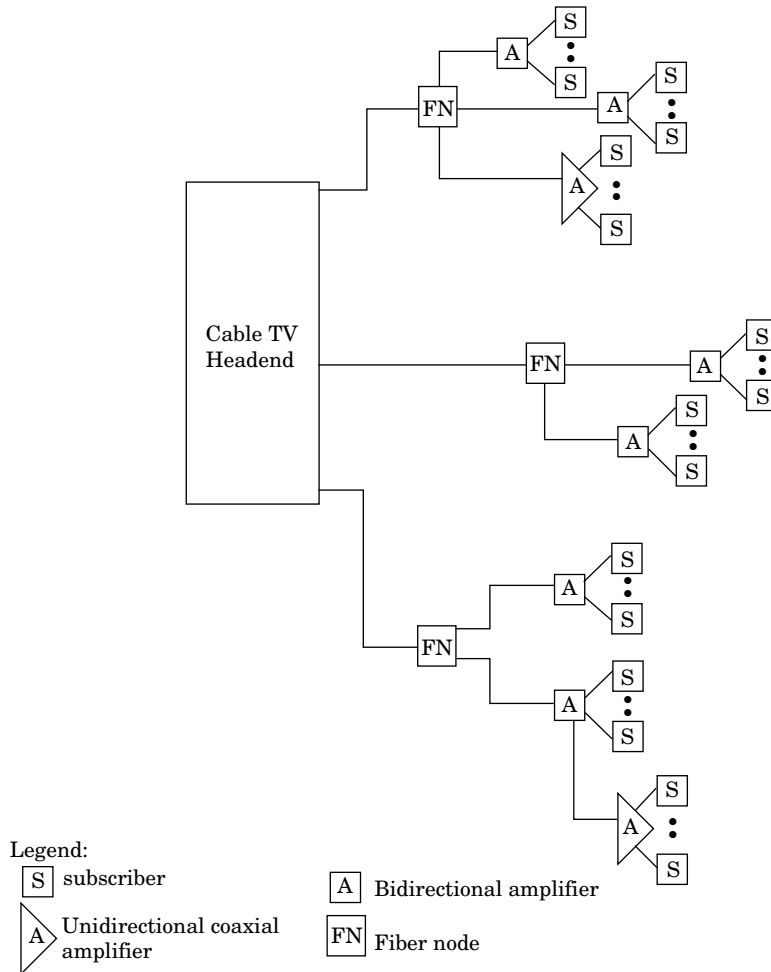 S
A
S
FN
S
A
S
S
A
S
Cable TV
Headend
FN
S
A
S
S
A
S
S
A
S
FN
S
A
S
S
A
S
Legend:
S subscriber
A Bidirectional amplifier
A Unidirectional coaxial
amplifier
FN Fiber node